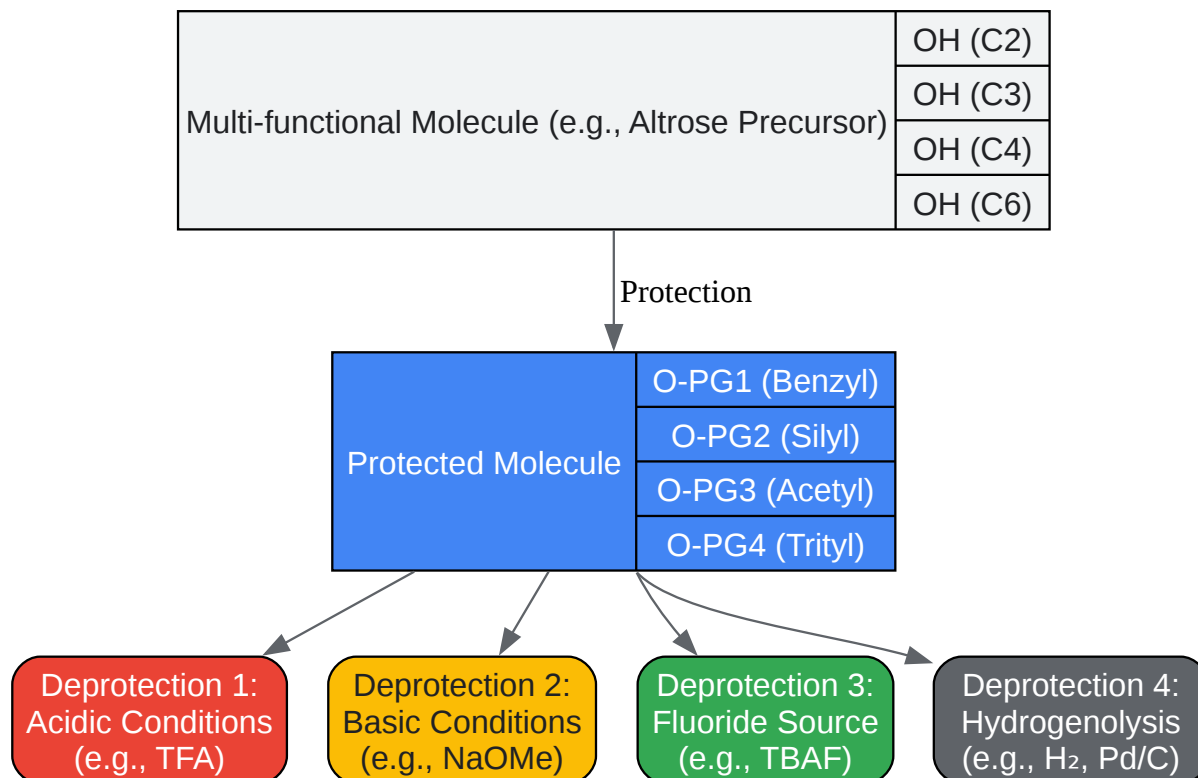 OH (C2)
Multi-functional Molecule (e.g., Altrose Precursor)
OH (C3)
OH (C4)
OH (C6)
Protection
O-PG1 (Benzyl)
O-PG2 (Silyl)
Protected Molecule
O-PG3 (Acetyl)
O-PG4 (Trityl)
Deprotection 1:
Acidic Conditions
(e.g., TFA)
Deprotection 2:
Basic Conditions
(e.g., NaOMe)
Deprotection 3:
Fluoride Source
(e.g., TBAF)
Deprotection 4:
Hydrogenolysis
(e.g., H₂, Pd/C)